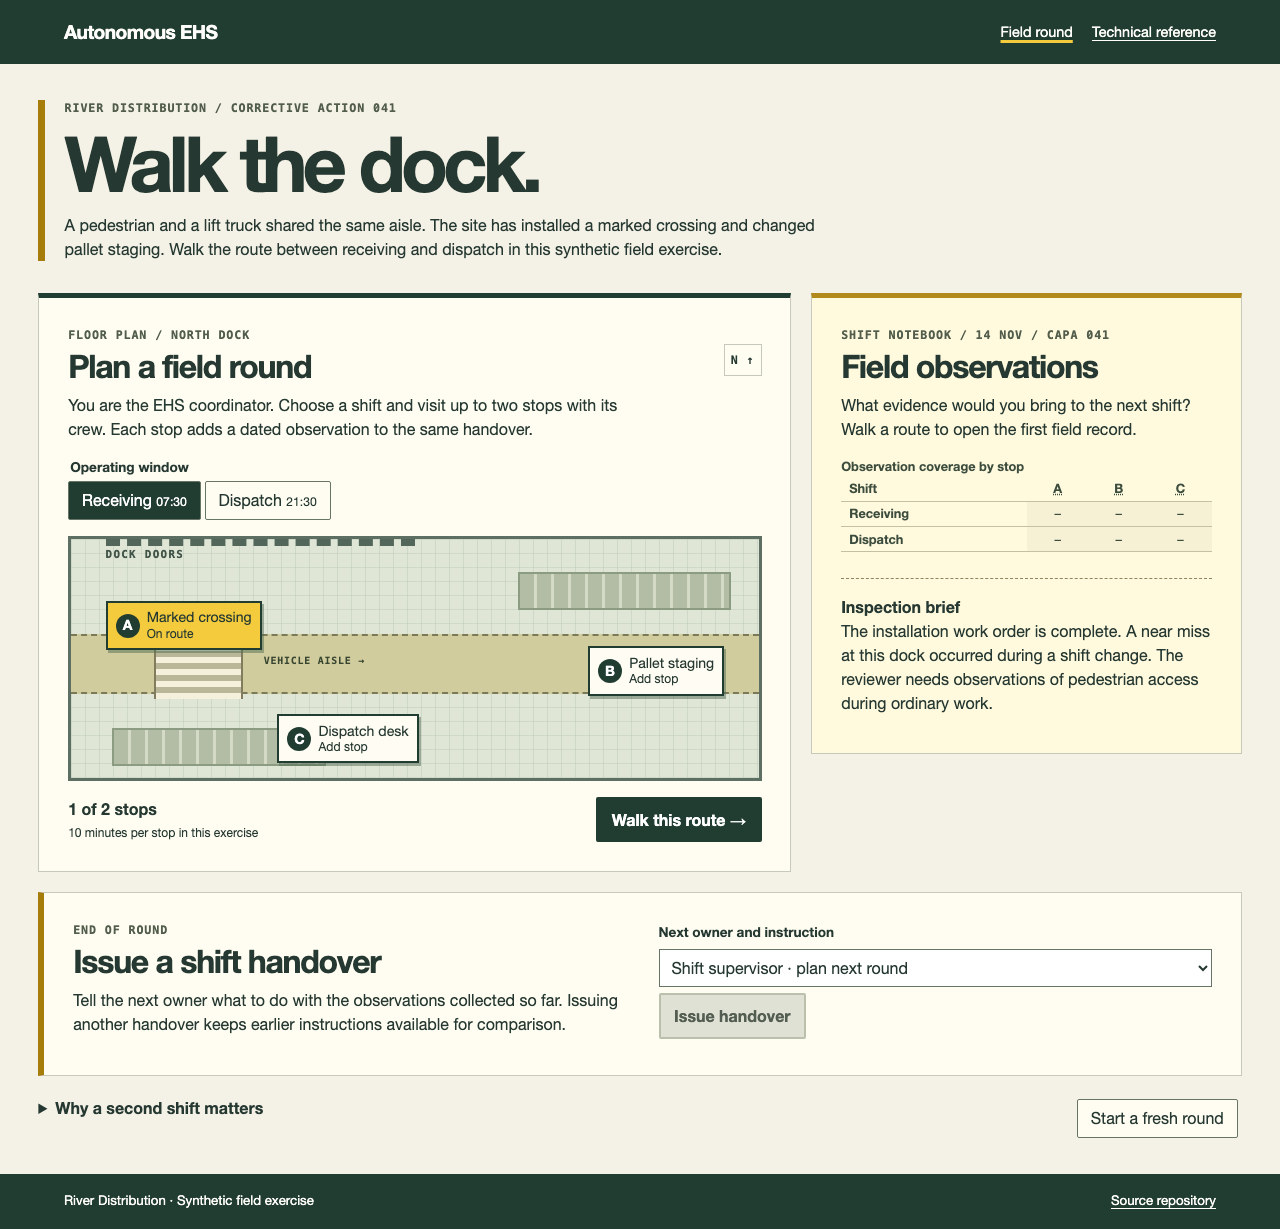 Autonomous EHS
Field round
Technical reference
RIVER DISTRIBUTION / CORRECTIVE ACTION 041
Walk the dock.
A pedestrian and a lift truck shared the same aisle. The site has installed a marked crossing and changed
pallet staging. Walk the route between receiving and dispatch in this synthetic field exercise.
FLOOR PLAN / NORTH DOCK
Plan a field round
N ↑
You are the EHS coordinator. Choose a shift and visit up to two stops with its
crew. Each stop adds a dated observation to the same handover.
Operating window
Receiving 07:30
Dispatch 21:30
DOCK DOORS
A Marked crossing
On route
VEHICLE AISLE →
B Pallet staging
Add stop
C Dispatch desk
Add stop
1 of 2 stops
10 minutes per stop in this exercise
Walk this route →
SHIFT NOTEBOOK / 14 NOV / CAPA 041
Field observations
What evidence would you bring to the next shift?
Walk a route to open the first field record.
Observation coverage by stop
Shift A B C
Receiving – – –
Dispatch – – –
Inspection brief
The installation work order is complete. A near miss
at this dock occurred during a shift change. The
reviewer needs observations of pedestrian access
during ordinary work.
END OF ROUND
Issue a shift handover
Tell the next owner what to do with the observations collected so far. Issuing
another handover keeps earlier instructions available for comparison.
Next owner and instruction
Shift supervisor · plan next round
Issue handover
▶ Why a second shift matters
Start a fresh round
River Distribution · Synthetic field exercise
Source repository